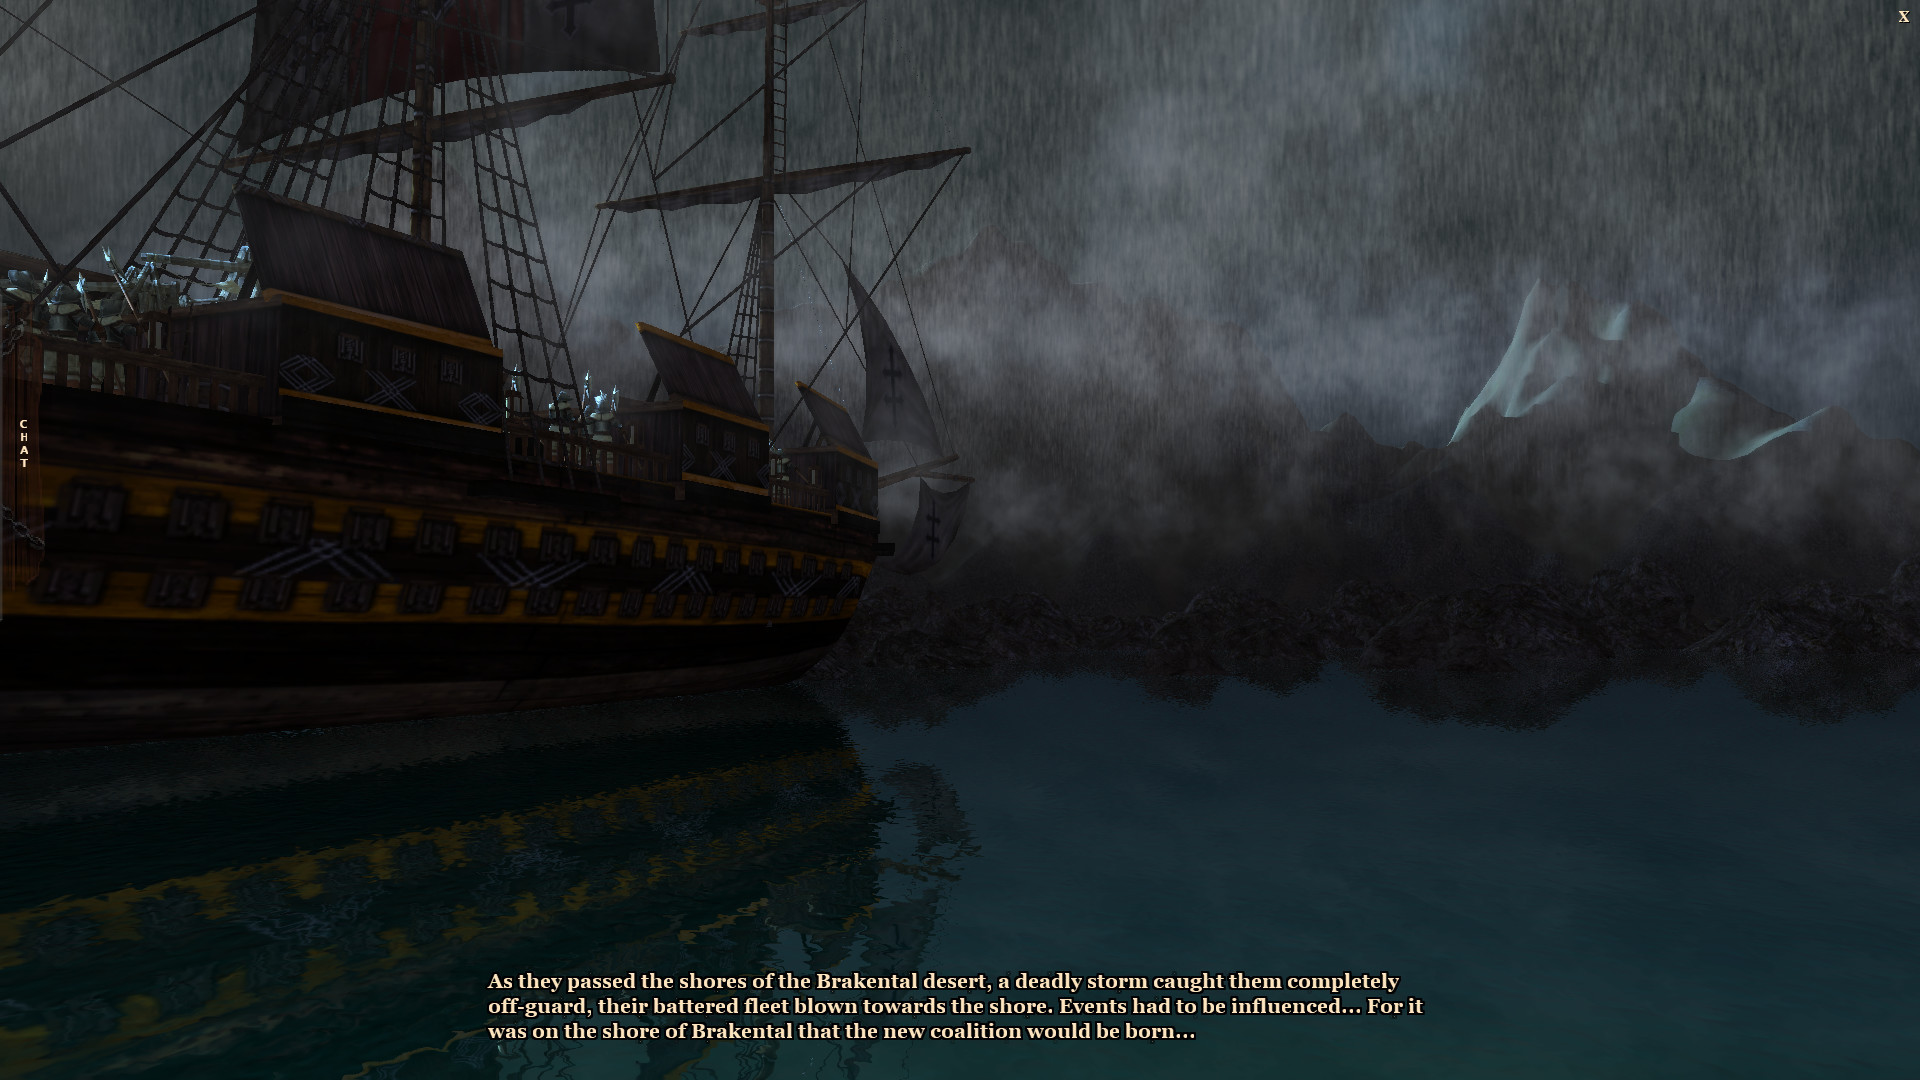 X
CHAT
As they passed the shores of the Brakental desert, a deadly storm caught them completely
off-guard, their battered fleet blown towards the shore. Events had to be influenced... For it
was on the shore of Brakental that the new coalition would be born...